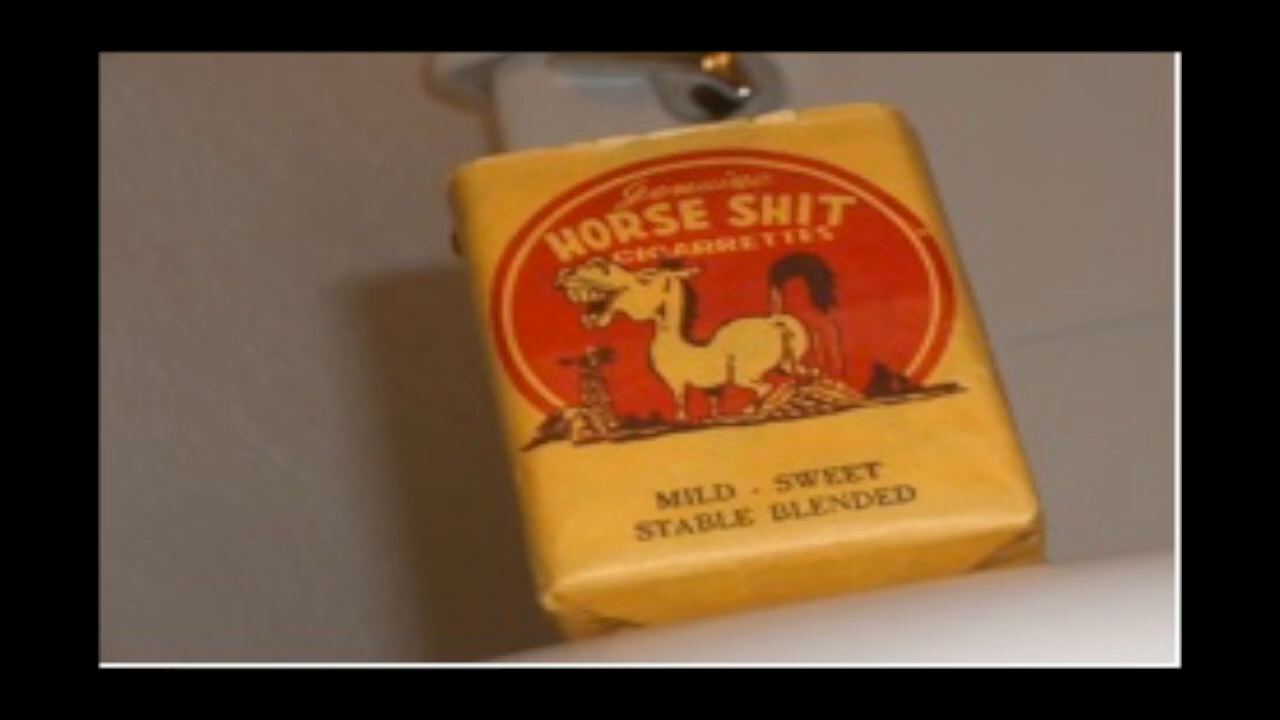 Genuine
HORSE SHIT
CIGARRETTES
MILD - SWEET
STABLE BLENDED